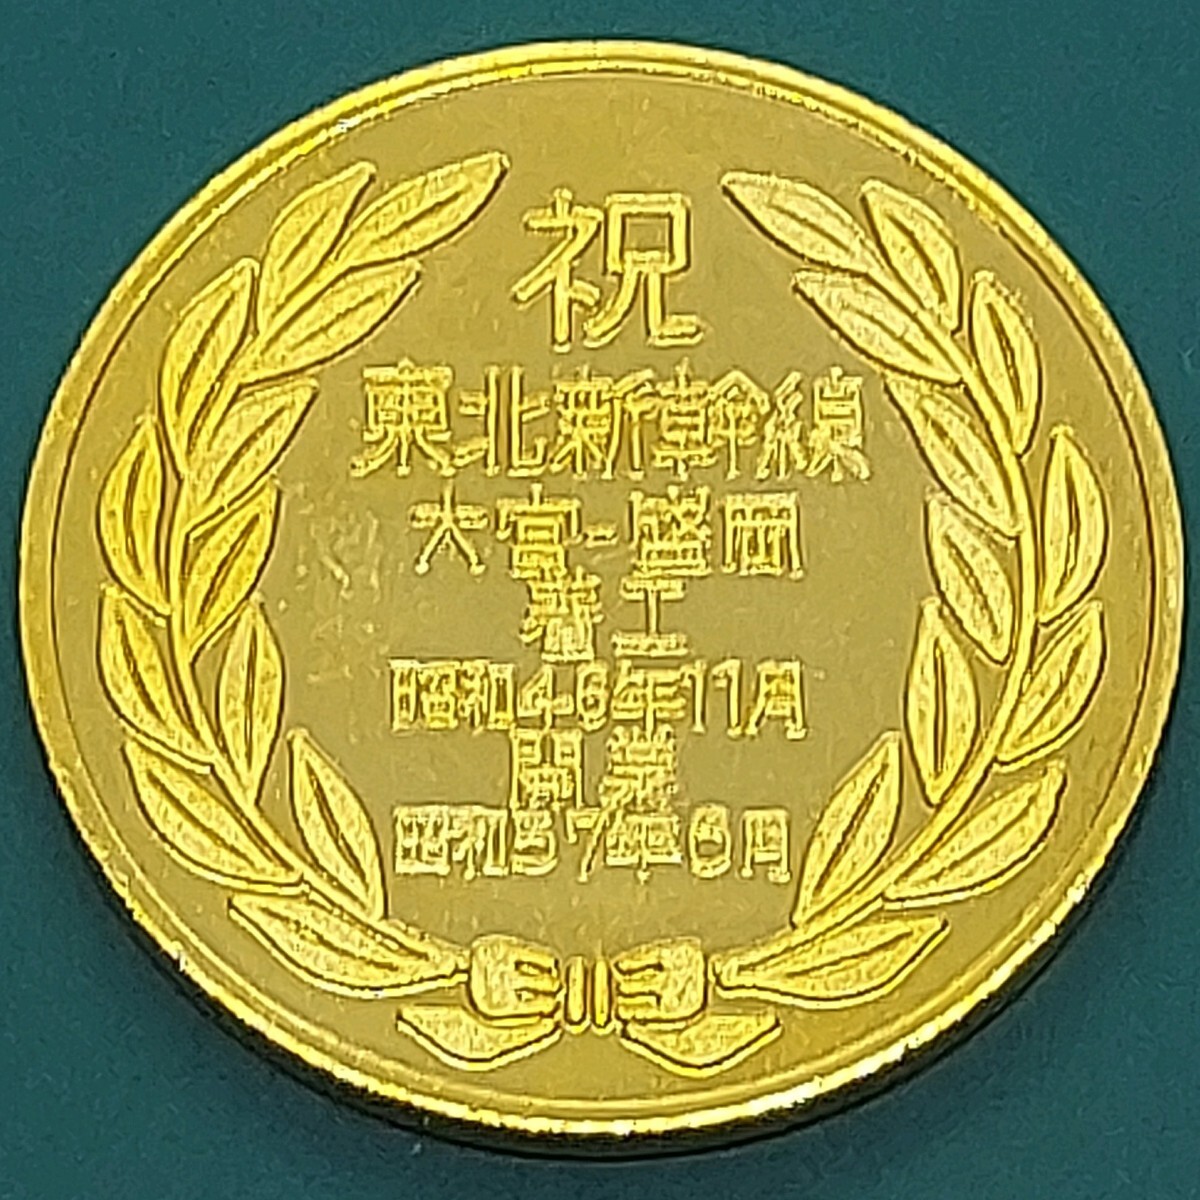 祝
東北新幹線
大宮-盛岡
着工
昭和46年11月
開業
昭和57年6月